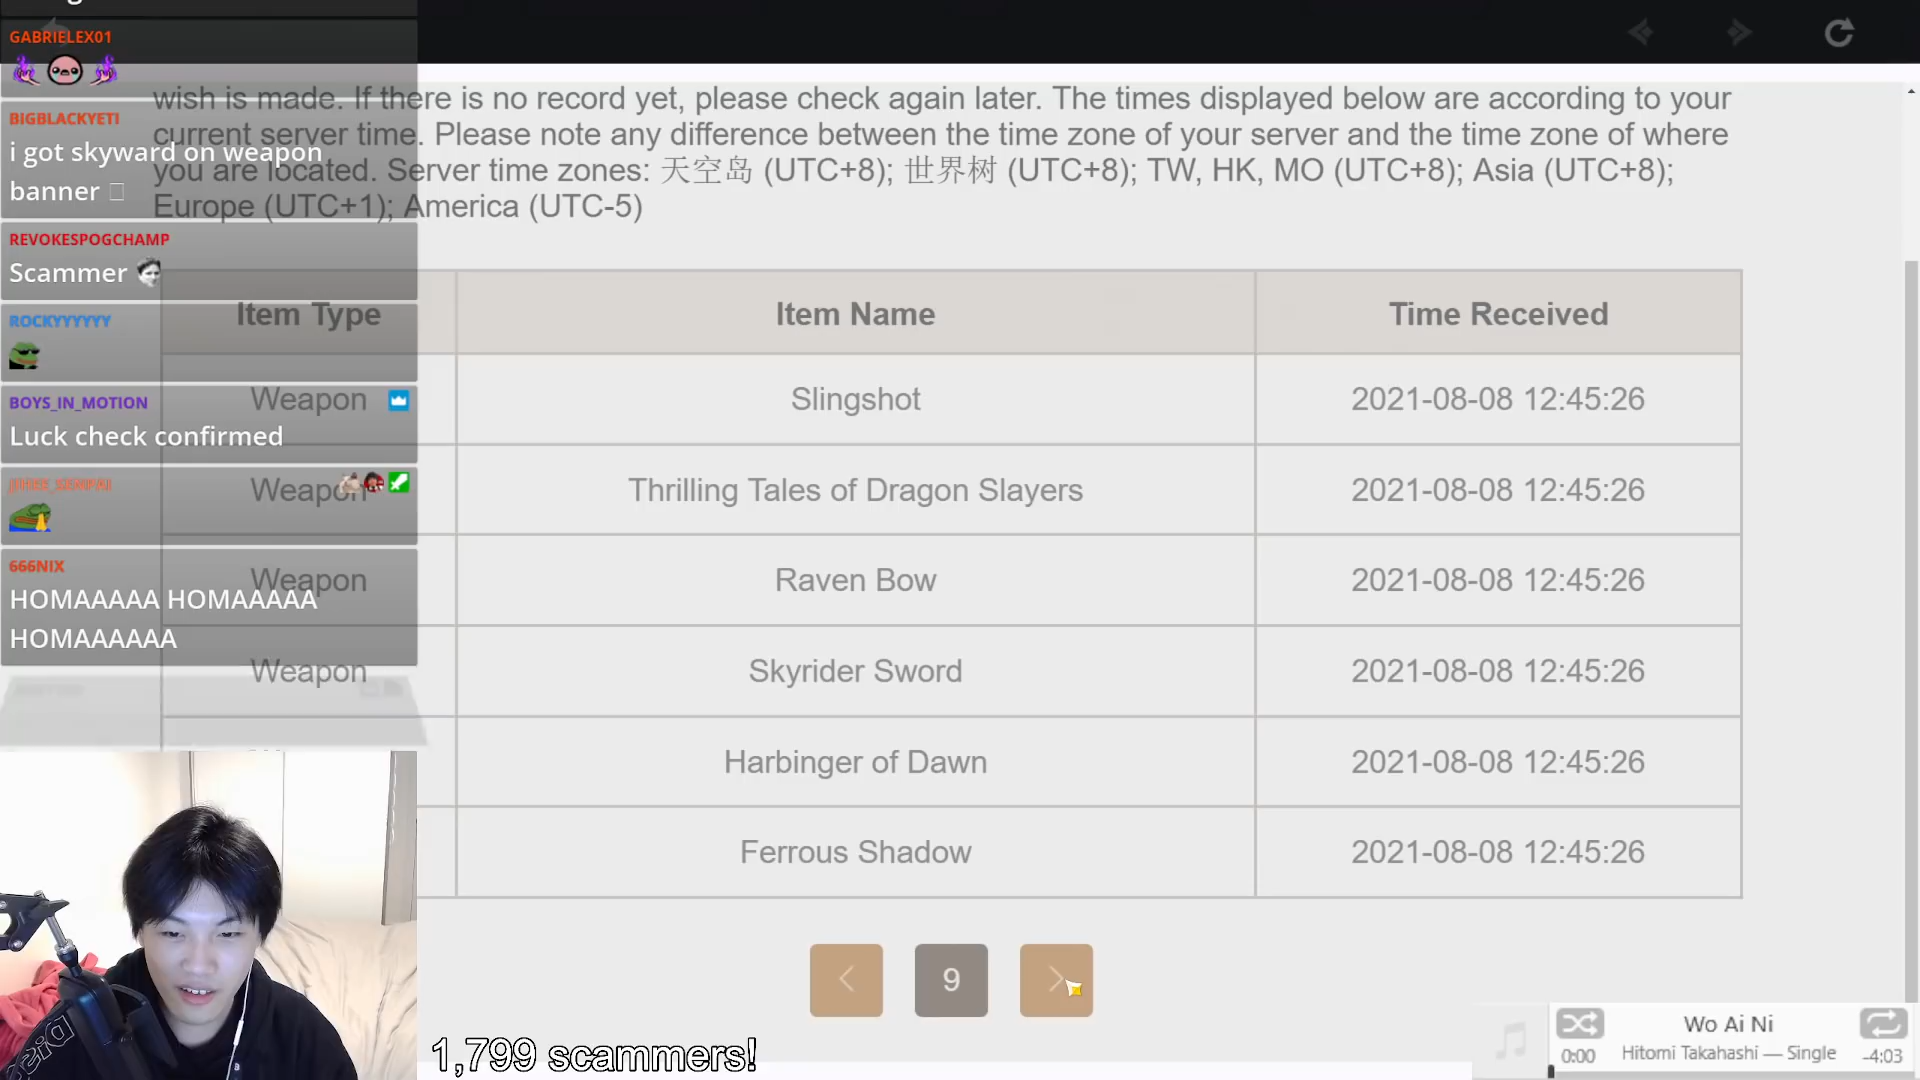 GABRIELEX01
BIGBLACKYETI
i got skyward on weapon
banner
REVOKESPOGCHAMP
Scammer
ROCKYYYYYY
BOYS_IN_MOTION
Luck check confirmed
666NIX
HOMAAAAA HOMAAAAA
HOMAAAAAA
wish is made. If there is no record yet, please check again later. The times displayed below are according to your
current server time. Please note any difference between the time zone of your server and the time zone of where
you are located. Server time zones: 天空岛 (UTC+8); 世界树 (UTC+8); TW, HK, MO (UTC+8); Asia (UTC+8);
Europe (UTC+1); America (UTC-5)
Item Type Item Name Time Received
Weapon Slingshot 2021-08-08 12:45:26
Weapon Thrilling Tales of Dragon Slayers 2021-08-08 12:45:26
Weapon Raven Bow 2021-08-08 12:45:26
Weapon Skyrider Sword 2021-08-08 12:45:26
Harbinger of Dawn 2021-08-08 12:45:26
Ferrous Shadow 2021-08-08 12:45:26
9
1,799 scammers!
Wo Ai Ni
0:00 Hitomi Takahashi — Single -4:03